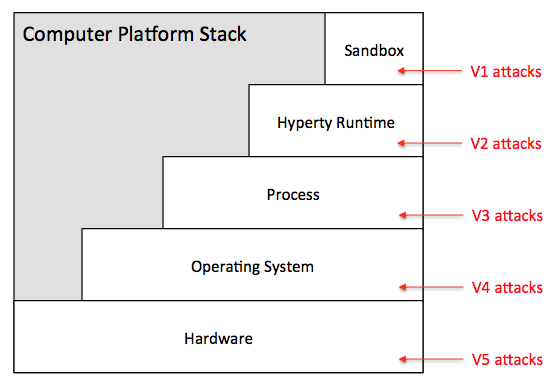 Computer Platform Stack
Sandbox
V1 attacks
Hyperty Runtime
V2 attacks
Process
V3 attacks
Operating System
V4 attacks
Hardware
V5 attacks